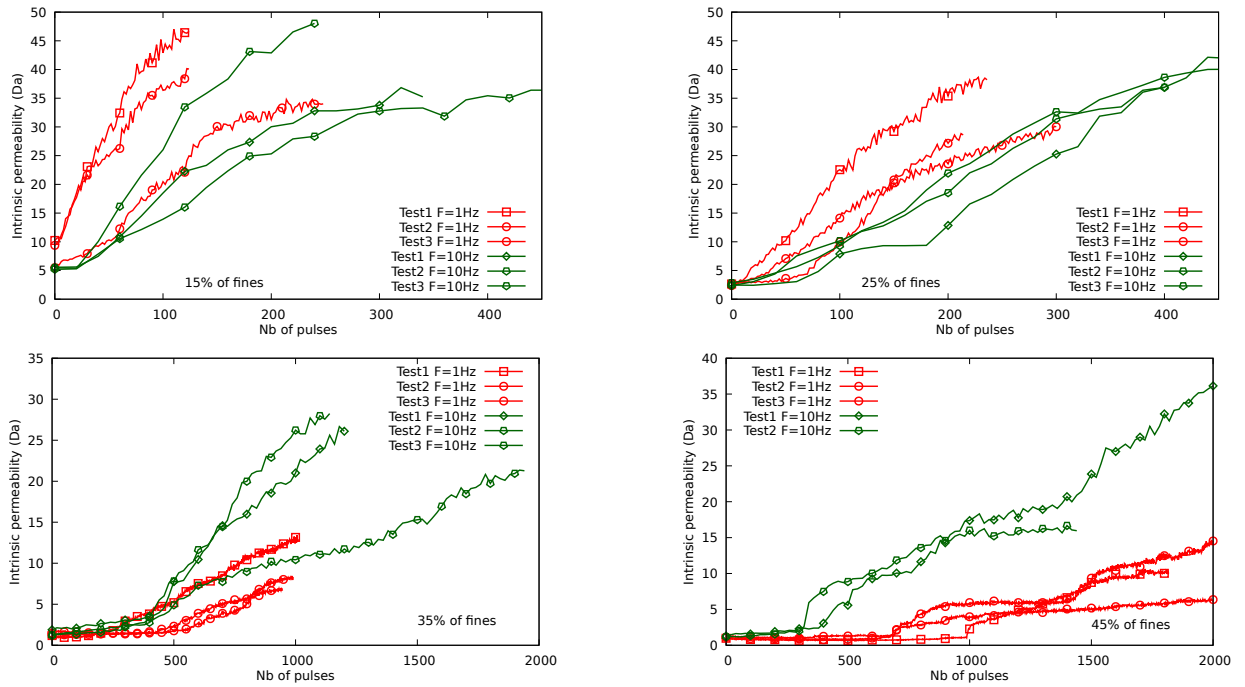 50
45
40
35
30
25
20
15
10
5
0
Intrinsic permeability (Da)
Test1 F=1Hz
Test2 F=1Hz
Test3 F=1Hz
Test1 F=10Hz
Test2 F=10Hz
Test3 F=10Hz
15% of fines
0 100 200 300 400
Nb of pulses
50
45
40
35
30
25
20
15
10
5
0
Intrinsic permeability (Da)
Test1 F=1Hz
Test2 F=1Hz
Test3 F=1Hz
Test1 F=10Hz
Test2 F=10Hz
Test3 F=10Hz
25% of fines
0 100 200 300 400
Nb of pulses
35
30
25
20
15
10
5
0
Intrinsic permeability (Da)
Test1 F=1Hz
Test2 F=1Hz
Test3 F=1Hz
Test1 F=10Hz
Test2 F=10Hz
Test3 F=10Hz
35% of fines
0 500 1000 1500 2000
Nb of pulses
40
35
30
25
20
15
10
5
0
Intrinsic permeability (Da)
Test1 F=1Hz
Test2 F=1Hz
Test3 F=1Hz
Test1 F=10Hz
Test2 F=10Hz
45% of fines
0 500 1000 1500 2000
Nb of pulses